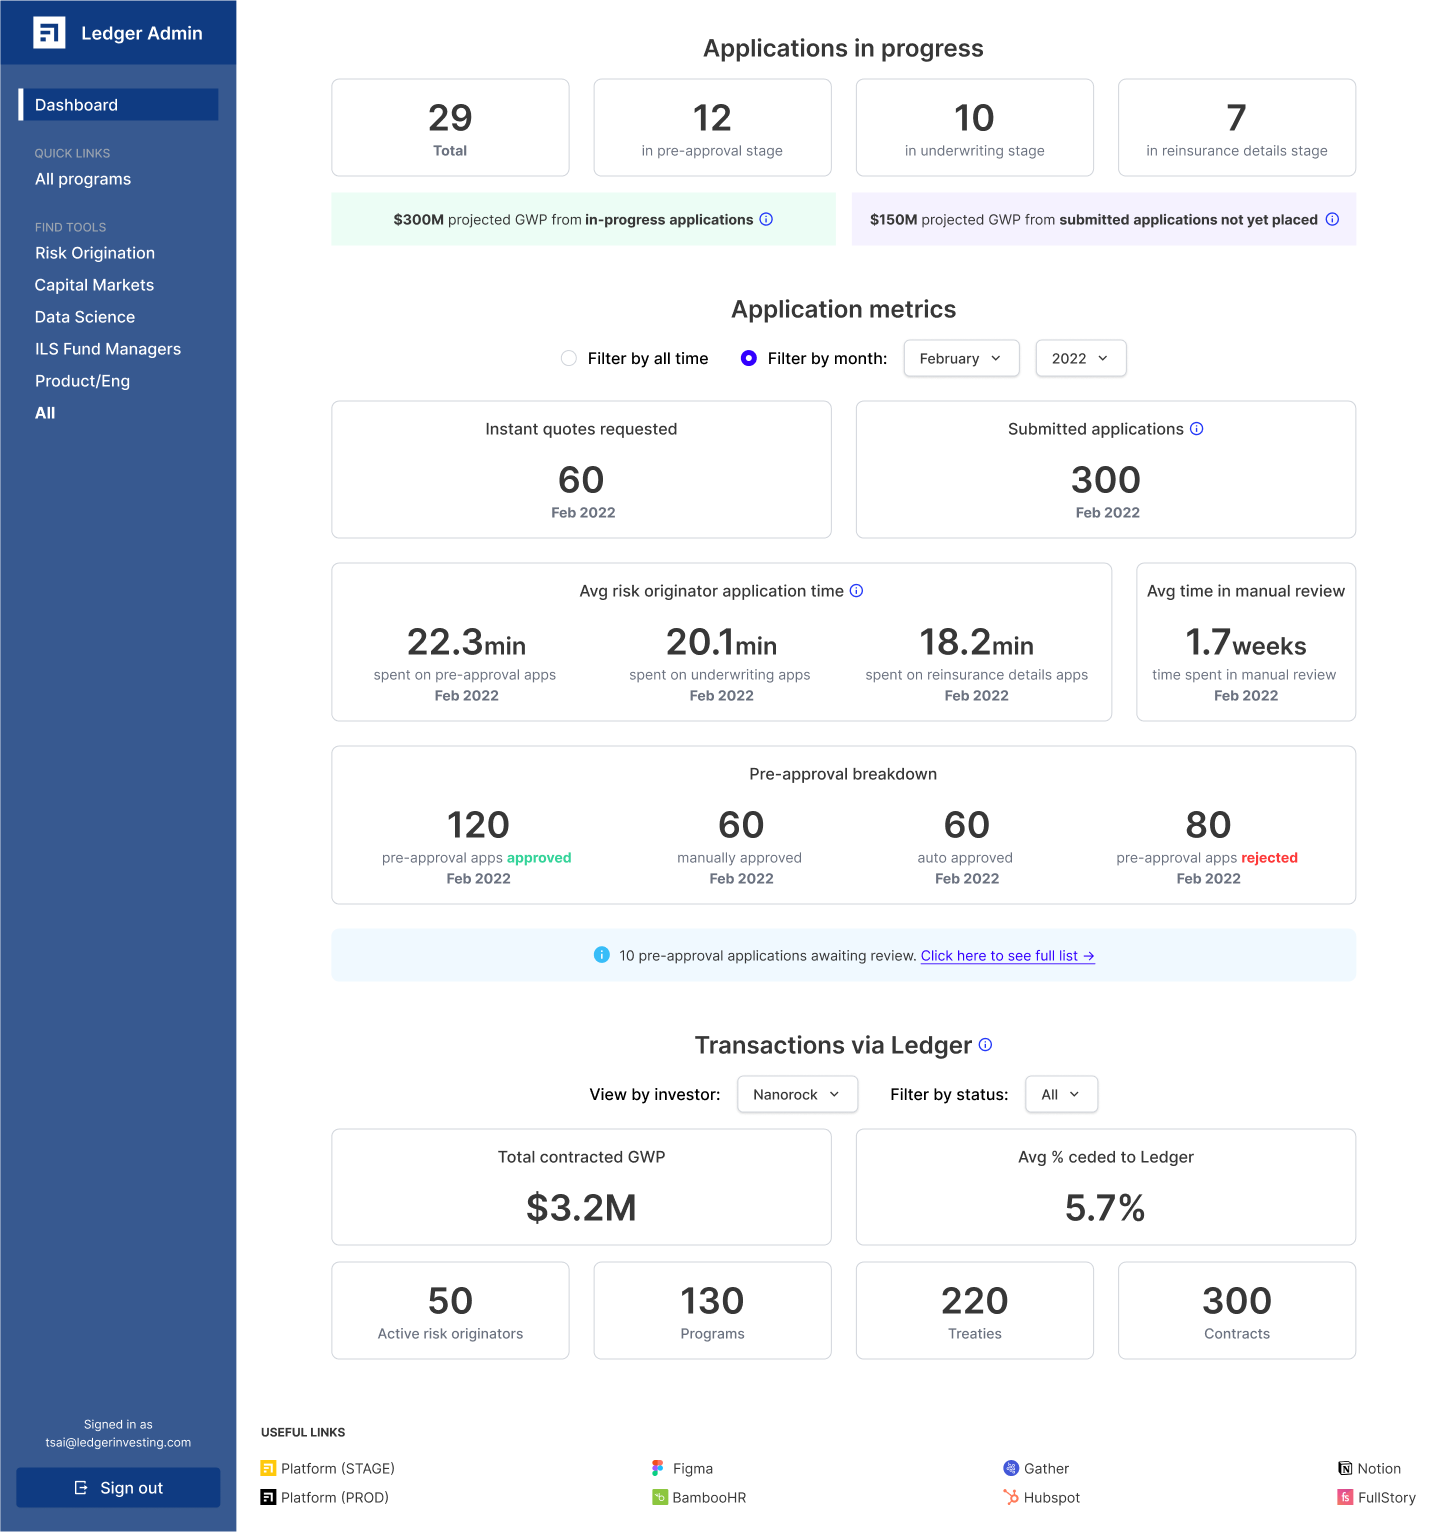 Ledger Admin
Dashboard
QUICK LINKS
All programs
FIND TOOLS
Risk Origination
Capital Markets
Data Science
ILS Fund Managers
Product/Eng
All
Signed in as
tsai@ledgerinvesting.com
Sign out
Applications in progress
29
Total
12
in pre-approval stage
10
in underwriting stage
7
in reinsurance details stage
$300M projected GWP from in-progress applications
$150M projected GWP from submitted applications not yet placed
Application metrics
Filter by all time
Filter by month:
February
2022
Instant quotes requested
60
Feb 2022
Submitted applications
300
Feb 2022
Avg risk originator application time
22.3min
spent on pre-approval apps
Feb 2022
20.1min
spent on underwriting apps
Feb 2022
18.2min
spent on reinsurance details apps
Feb 2022
Avg time in manual review
1.7weeks
time spent in manual review
Feb 2022
Pre-approval breakdown
120
pre-approval apps approved
Feb 2022
60
manually approved
Feb 2022
60
auto approved
Feb 2022
80
pre-approval apps rejected
Feb 2022
10 pre-approval applications awaiting review. Click here to see full list →
Transactions via Ledger
View by investor:
Nanorock
Filter by status:
All
Total contracted GWP
$3.2M
Avg % ceded to Ledger
5.7%
50
Active risk originators
130
Programs
220
Treaties
300
Contracts
USEFUL LINKS
Platform (STAGE)
Figma
Gather
Notion
Platform (PROD)
BambooHR
Hubspot
fs FullStory